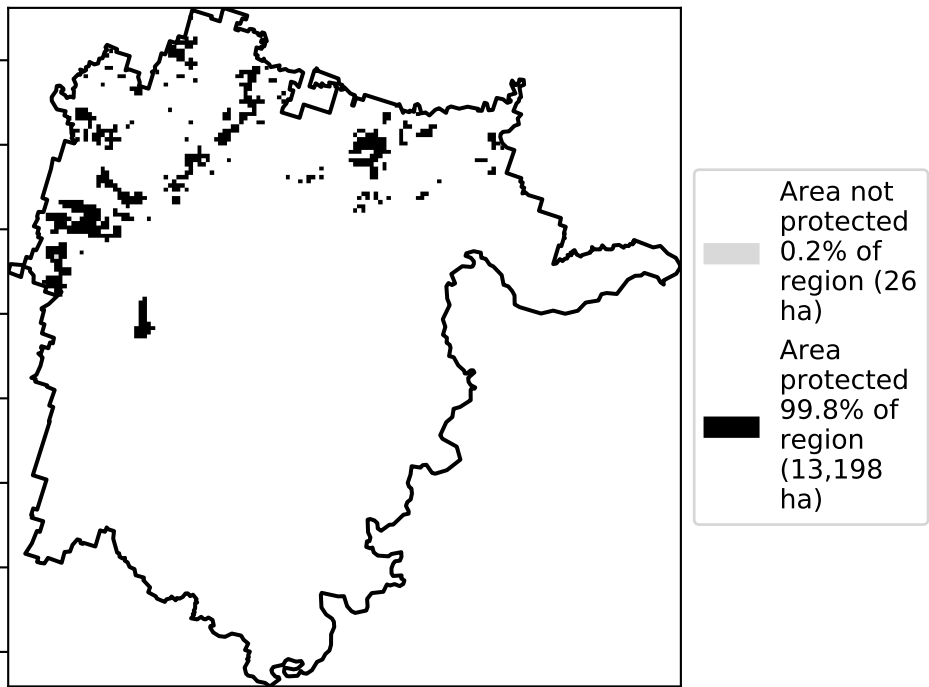 Area not
protected
0.2% of
region (26
ha)
Area
protected
99.8% of
region
(13,198
ha)